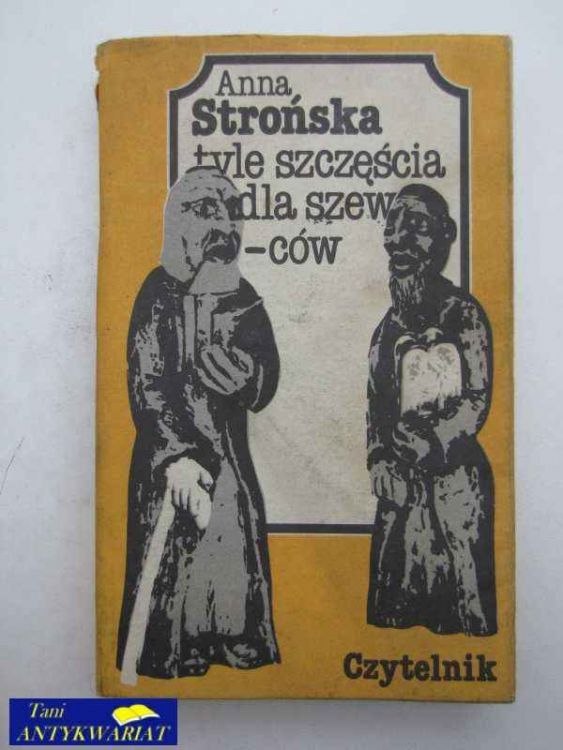 Anna
Strońska
tyle szczęścia
dla szew
-ców
Czytelnik
Tani
ANTYKWARIAT